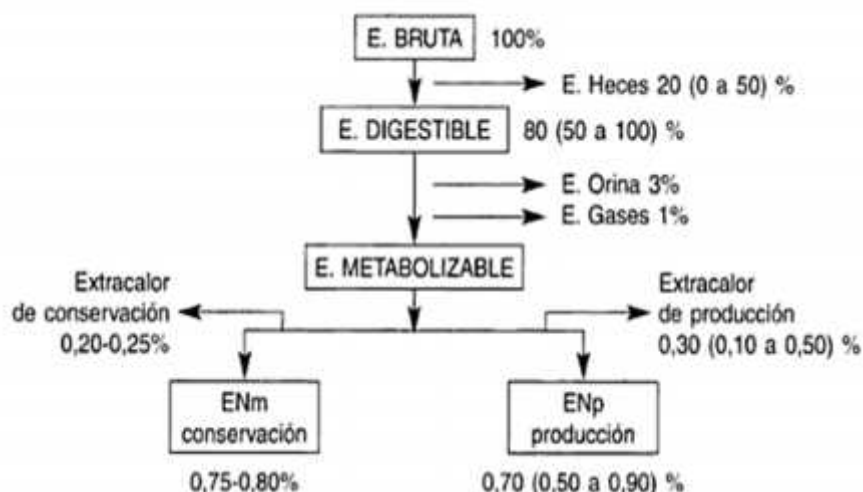 E. BRUTA 100%
E. Heces 20 (0 a 50) %
E. DIGESTIBLE 80 (50 a 100) %
E. Orina 3%
E. Gases 1%
E. METABOLIZABLE
Extracalor
de conservación
0,20-0,25%
Extracalor
de producción
0,30 (0,10 a 0,50) %
ENm
conservación
0,75-0,80%
ENp
producción
0,70 (0,50 a 0,90) %